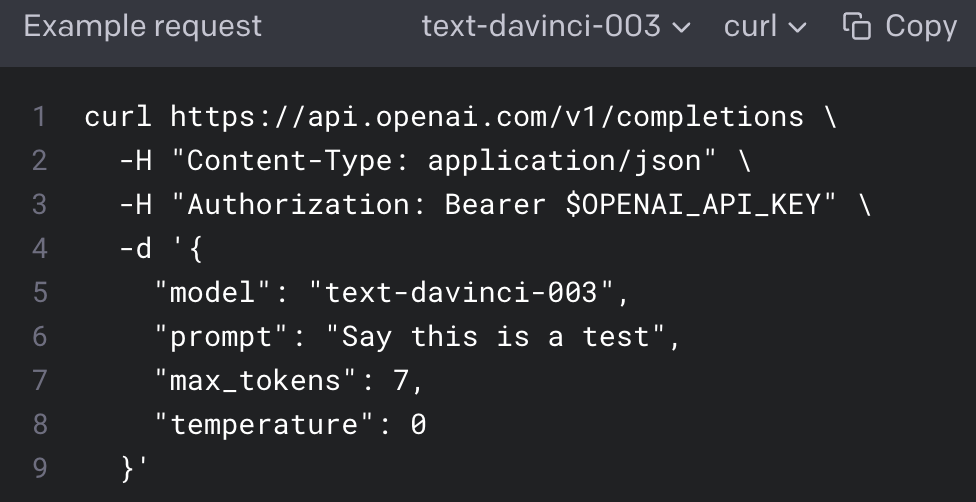 Example request text-davinci-003 curl Copy
1 curl https://api.openai.com/v1/completions \
2   -H "Content-Type: application/json" \
3   -H "Authorization: Bearer $OPENAI_API_KEY" \
4   -d '{
5     "model": "text-davinci-003",
6     "prompt": "Say this is a test",
7     "max_tokens": 7,
8     "temperature": 0
9   }'